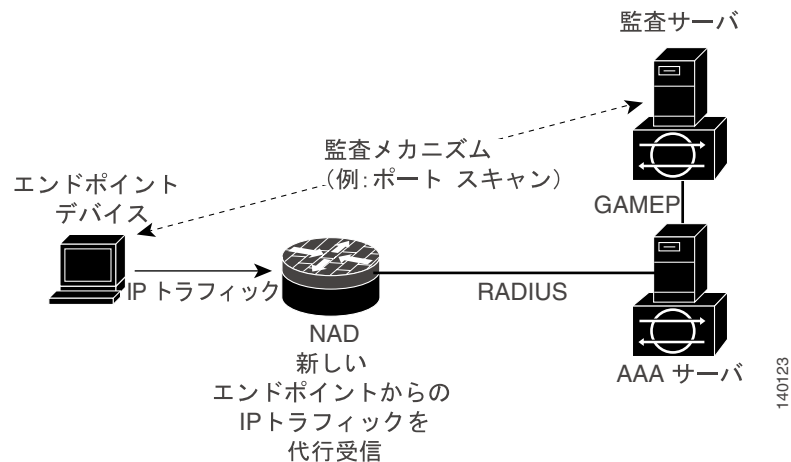 監査サーバ
監査メカニズム
（例：ポート スキャン）
エンドポイント
デバイス
GAMEP
IP トラフィック
RADIUS
NAD
新しい
エンドポイントからの
IPトラフィックを
代行受信
AAA サーバ
140123